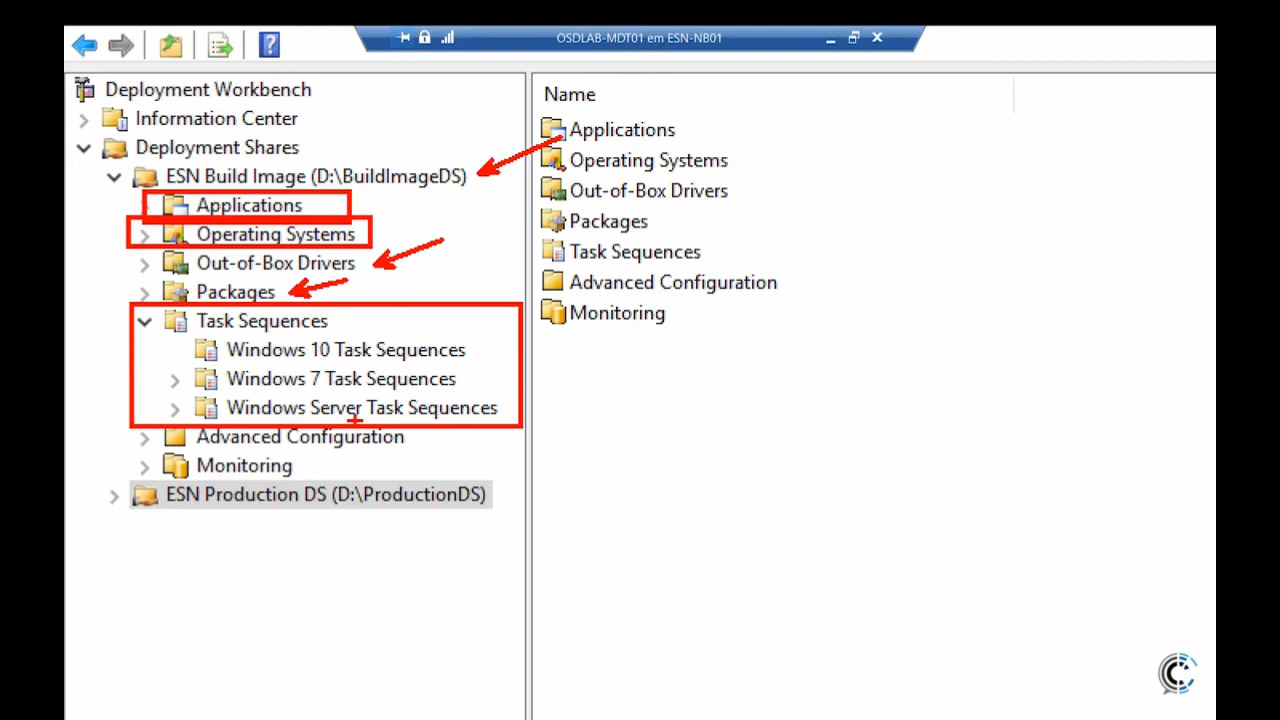 OSDLAB-MDT01 em ESN-NB01
Deployment Workbench
Information Center
Deployment Shares
ESN Build Image (D:\BuildImageDS)
Applications
Operating Systems
Out-of-Box Drivers
Packages
Task Sequences
Windows 10 Task Sequences
Windows 7 Task Sequences
Windows Server Task Sequences
Advanced Configuration
Monitoring
ESN Production DS (D:\ProductionDS)
Name
Applications
Operating Systems
Out-of-Box Drivers
Packages
Task Sequences
Advanced Configuration
Monitoring